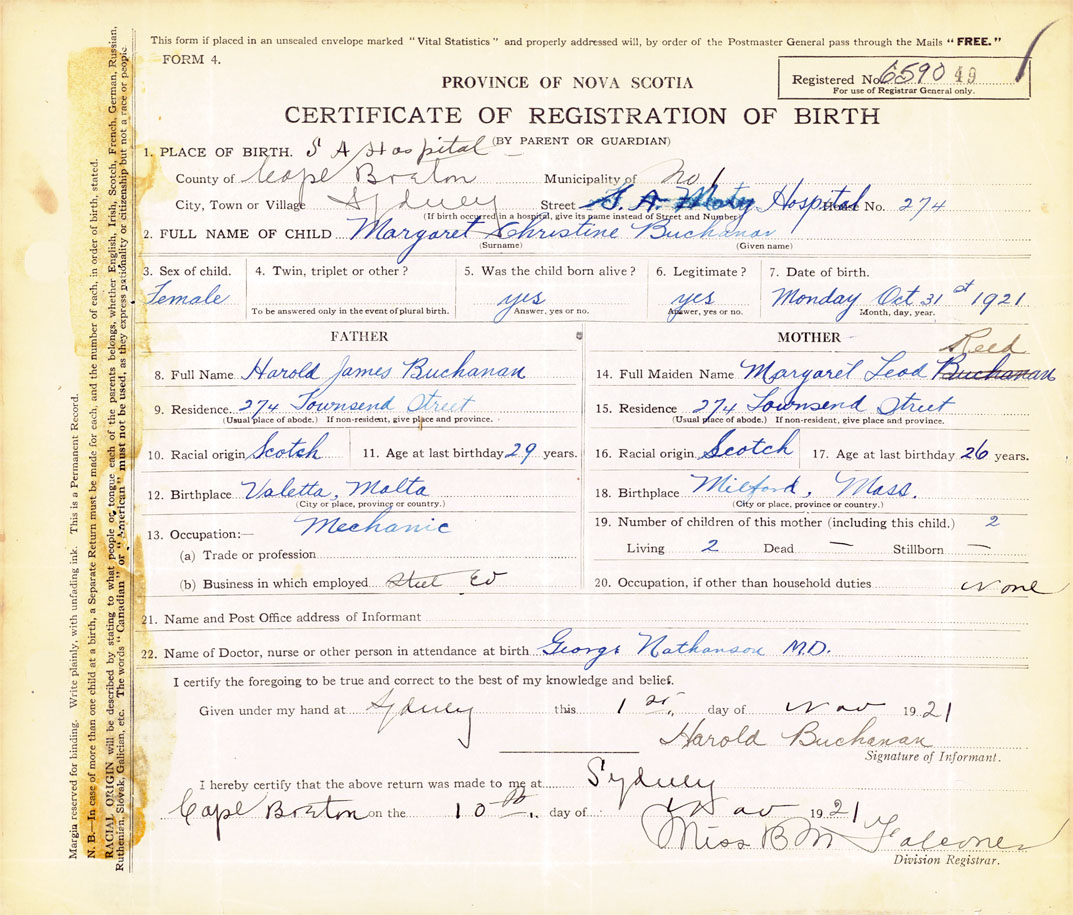 This form if placed in an unsealed envelope marked "Vital Statistics" and properly addressed will, by order of the Postmaster General pass through the Mails "FREE."
FORM 4.
Registered No. 6590 49
For use of Registrar General only.
PROVINCE OF NOVA SCOTIA
CERTIFICATE OF REGISTRATION OF BIRTH
(BY PARENT OR GUARDIAN)
1. PLACE OF BIRTH. S A Hospital
County of Cape Breton Municipality of No 1
City, Town or Village Sydney Street S. A. Hospital House No. 274
(If birth occurred in a hospital, give its name instead of Street and Number)
2. FULL NAME OF CHILD Margaret Christine Buchanan
(Surname) (Given name)
3. Sex of child. 4. Twin, triplet or other? 5. Was the child born alive? 6. Legitimate? 7. Date of birth.
Female yes yes Monday Oct 31st 1921
To be answered only in the event of plural birth. Answer, yes or no. Answer, yes or no. Month, day, year.
FATHER
8. Full Name Harold James Buchanan
9. Residence 274 Townsend Street
(Usual place of abode.) If non-resident, give place and province.
10. Racial origin Scotch 11. Age at last birthday 29 years.
12. Birthplace Valetta, Malta
(City or place, province or country.)
13. Occupation:— Mechanic
(a) Trade or profession
(b) Business in which employed Steel Co
MOTHER
Reed
14. Full Maiden Name Margaret Leod Buchanan
15. Residence 274 Townsend Street
(Usual place of abode.) If non-resident, give place and province.
16. Racial origin Scotch 17. Age at last birthday 26 years.
18. Birthplace Milford, Mass.
(City or place, province or country.)
19. Number of children of this mother (including this child.) 2
Living 2 Dead — Stillborn —
20. Occupation, if other than household duties None
21. Name and Post Office address of Informant
22. Name of Doctor, nurse or other person in attendance at birth George Nathanson M.D.
I certify the foregoing to be true and correct to the best of my knowledge and belief.
Given under my hand at Sydney this 1st. day of Nov 1921
Harold Buchanan
Signature of Informant.
I hereby certify that the above return was made to me at Sydney
Cape Breton on the 10th. day of Nov 1921
Miss B M Falconer
Division Registrar.
Margin reserved for binding. Write plainly, with unfading ink. This is a Permanent Record.
N. B.—In case of more than one child at a birth, a Separate Return must be made for each, and the number of each, in order of birth, stated.
RACIAL ORIGIN will be described by stating to what people or tongue each of the parents belongs, whether English, Irish, Scotch, French, German, Russian,
Ruthenian, Slovak, Galician, etc. The words "Canadian" or "American" must not be used, as they express nationality or citizenship but not a race or people.